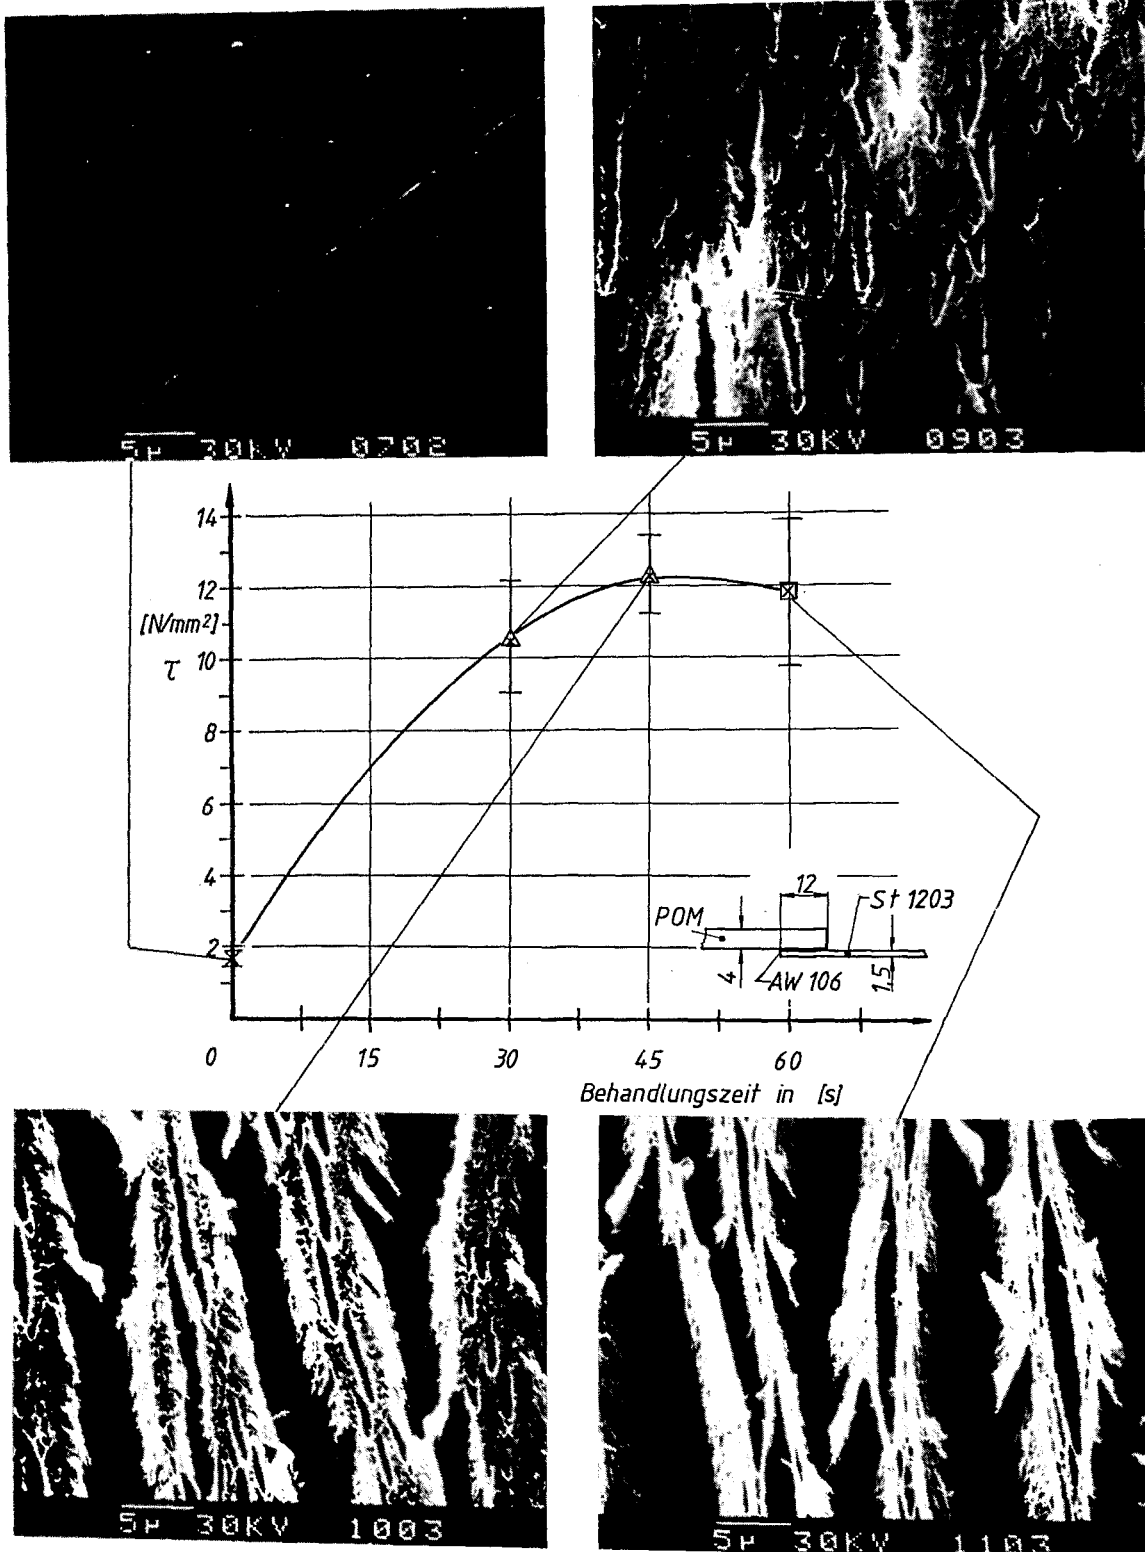 5µ 30KV 0702
5µ 30KV 0903
14
12
[N/mm²]
τ
10
8
6
4
2
12
St 1203
POM
4
AW 106
1.5
0 15 30 45 60
Behandlungszeit in [s]
5µ 30KV 1003
5µ 30KV 1103